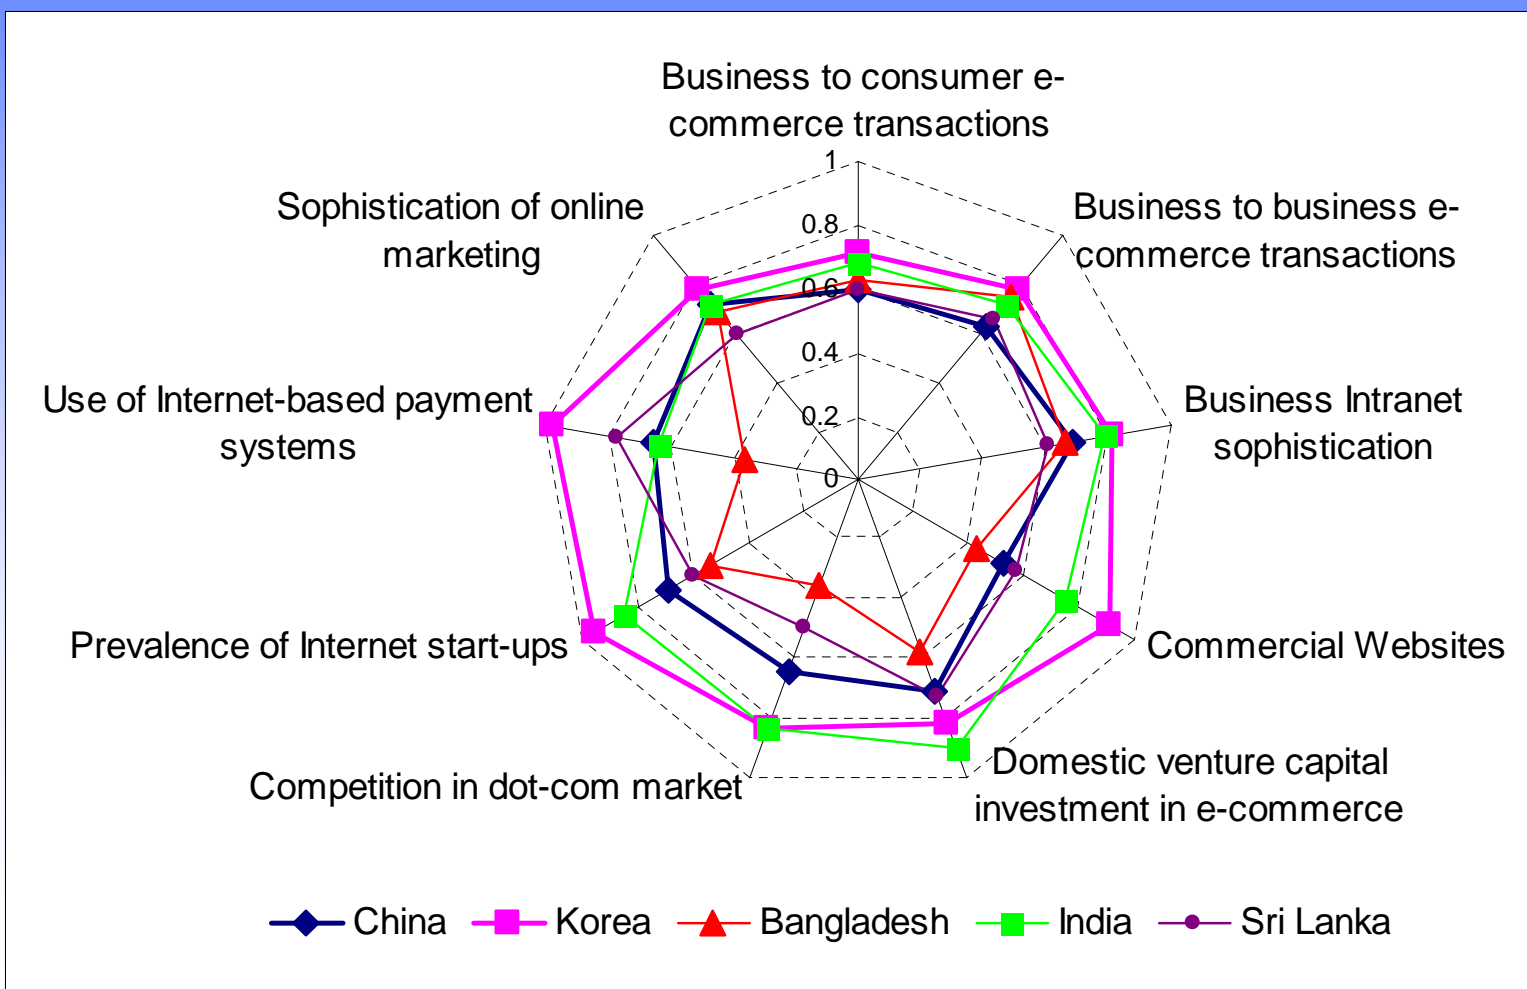 Business to consumer e-
commerce transactions
1
Sophistication of online
marketing
Business to business e-
commerce transactions
0.8
0.6
Use of Internet-based payment
systems
0.4
Business Intranet
sophistication
0.2
0
Prevalence of Internet start-ups
Commercial Websites
Competition in dot-com market
Domestic venture capital
investment in e-commerce
China
Korea
Bangladesh
India
Sri Lanka